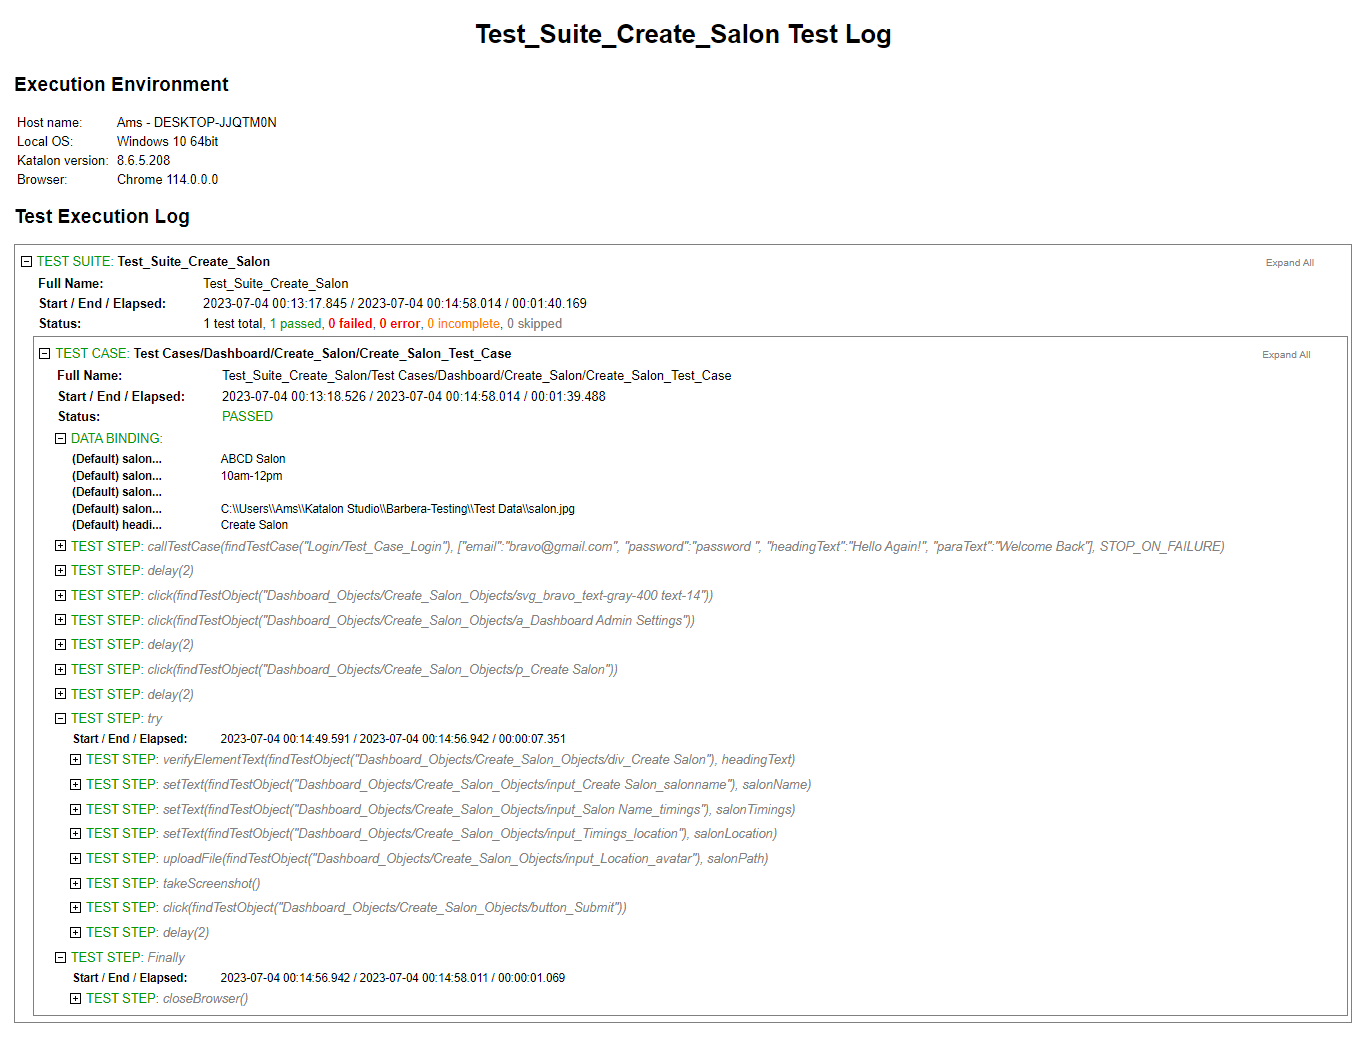 Test_Suite_Create_Salon Test Log
Execution Environment
Host name: Ams - DESKTOP-JJQTM0N
Local OS: Windows 10 64bit
Katalon version: 8.6.5.208
Browser: Chrome 114.0.0.0
Test Execution Log
TEST SUITE: Test_Suite_Create_Salon Expand All
Full Name: Test_Suite_Create_Salon
Start / End / Elapsed: 2023-07-04 00:13:17.845 / 2023-07-04 00:14:58.014 / 00:01:40.169
Status: 1 test total, 1 passed, 0 failed, 0 error, 0 incomplete, 0 skipped
TEST CASE: Test Cases/Dashboard/Create_Salon/Create_Salon_Test_Case Expand All
Full Name: Test_Suite_Create_Salon/Test Cases/Dashboard/Create_Salon/Create_Salon_Test_Case
Start / End / Elapsed: 2023-07-04 00:13:18.526 / 2023-07-04 00:14:58.014 / 00:01:39.488
Status: PASSED
DATA BINDING:
(Default) salon... ABCD Salon
(Default) salon... 10am-12pm
(Default) salon...
(Default) salon... C:\\Users\\Ams\\Katalon Studio\\Barbera-Testing\\Test Data\\salon.jpg
(Default) headi... Create Salon
TEST STEP: callTestCase(findTestCase("Login/Test_Case_Login"), ["email":"bravo@gmail.com", "password":"password ", "headingText":"Hello Again!", "paraText":"Welcome Back"], STOP_ON_FAILURE)
TEST STEP: delay(2)
TEST STEP: click(findTestObject("Dashboard_Objects/Create_Salon_Objects/svg_bravo_text-gray-400 text-14"))
TEST STEP: click(findTestObject("Dashboard_Objects/Create_Salon_Objects/a_Dashboard Admin Settings"))
TEST STEP: delay(2)
TEST STEP: click(findTestObject("Dashboard_Objects/Create_Salon_Objects/p_Create Salon"))
TEST STEP: delay(2)
TEST STEP: try
Start / End / Elapsed: 2023-07-04 00:14:49.591 / 2023-07-04 00:14:56.942 / 00:00:07.351
TEST STEP: verifyElementText(findTestObject("Dashboard_Objects/Create_Salon_Objects/div_Create Salon"), headingText)
TEST STEP: setText(findTestObject("Dashboard_Objects/Create_Salon_Objects/input_Create Salon_salonname"), salonName)
TEST STEP: setText(findTestObject("Dashboard_Objects/Create_Salon_Objects/input_Salon Name_timings"), salonTimings)
TEST STEP: setText(findTestObject("Dashboard_Objects/Create_Salon_Objects/input_Timings_location"), salonLocation)
TEST STEP: uploadFile(findTestObject("Dashboard_Objects/Create_Salon_Objects/input_Location_avatar"), salonPath)
TEST STEP: takeScreenshot()
TEST STEP: click(findTestObject("Dashboard_Objects/Create_Salon_Objects/button_Submit"))
TEST STEP: delay(2)
TEST STEP: Finally
Start / End / Elapsed: 2023-07-04 00:14:56.942 / 2023-07-04 00:14:58.011 / 00:00:01.069
TEST STEP: closeBrowser()